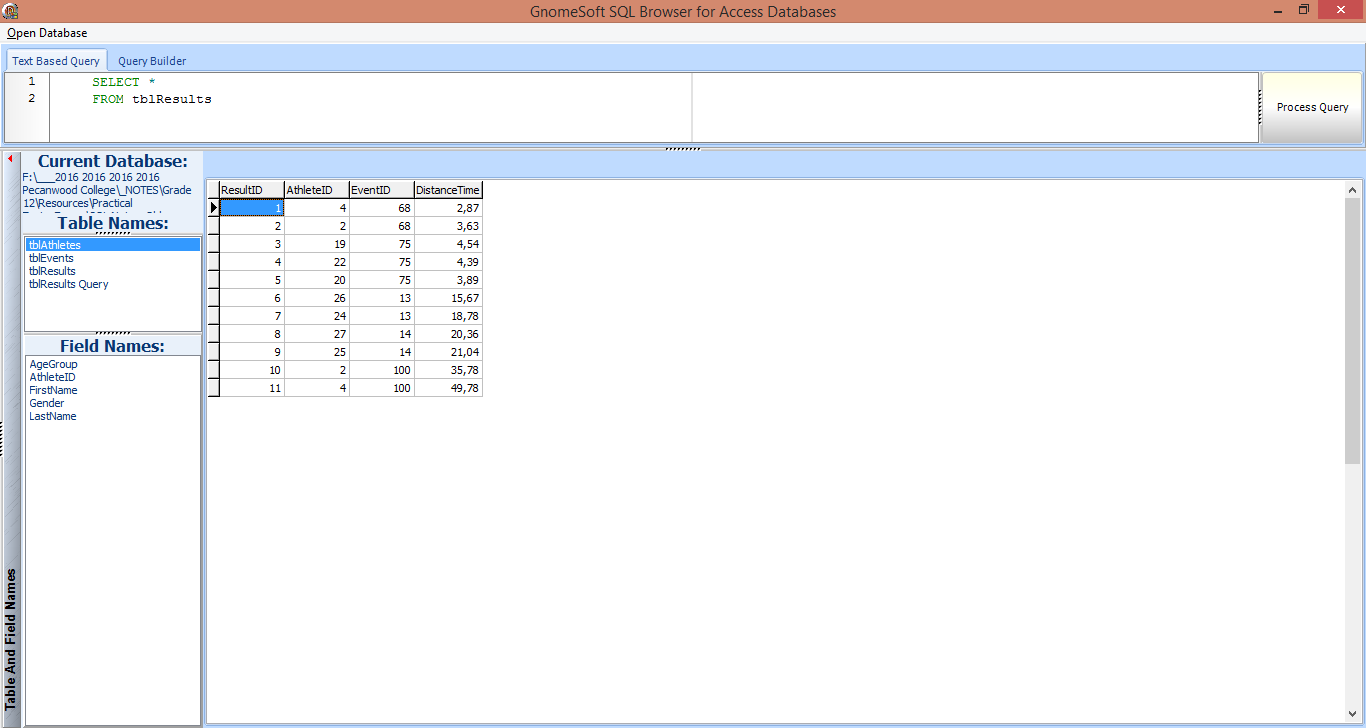 GnomeSoft SQL Browser for Access Databases
Open Database
Text Based Query Query Builder
1 SELECT *
2 FROM tblResults
Process Query
Current Database:
F:\___2016 2016 2016 2016
Pecanwood College\_NOTES\Grade
12\Resources\Practical
Table Names:
tblAthletes
tblEvents
tblResults
tblResults Query
Field Names:
AgeGroup
AthleteID
FirstName
Gender
LastName
Table And Field Names
ResultID AthleteID EventID DistanceTime
1 4 68 2,87
2 2 68 3,63
3 19 75 4,54
4 22 75 4,39
5 20 75 3,89
6 26 13 15,67
7 24 13 18,78
8 27 14 20,36
9 25 14 21,04
10 2 100 35,78
11 4 100 49,78